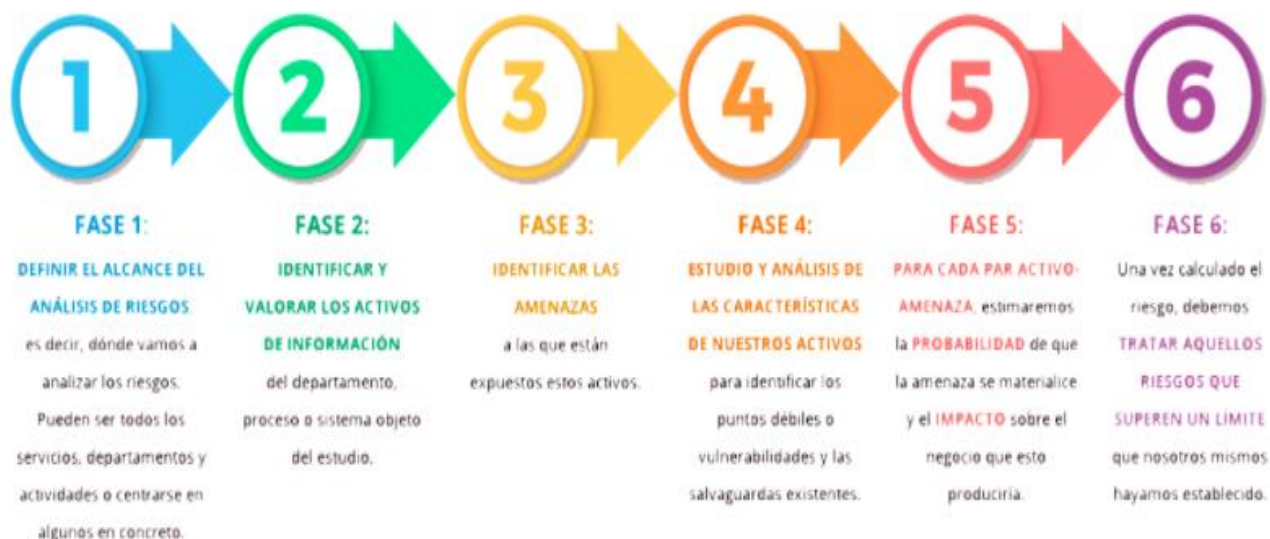 1
2
3
4
5
6
FASE 1:
DEFINIR EL ALCANCE DEL
ANÁLISIS DE RIESGOS
es decir, dónde vamos a
analizar los riesgos.
Pueden ser todos los
servicios, departamentos y
actividades o centrarse en
algunos en concreto.
FASE 2:
IDENTIFICAR Y
VALORAR LOS ACTIVOS
DE INFORMACIÓN
del departamento,
proceso o sistema objeto
del estudio.
FASE 3:
IDENTIFICAR LAS
AMENAZAS
a las que están
expuestos estos activos.
FASE 4:
ESTUDIO Y ANÁLISIS DE
LAS CARACTERÍSTICAS
DE NUESTROS ACTIVOS
para identificar los
puntos débiles o
vulnerabilidades y las
salvaguardas existentes.
FASE 5:
PARA CADA PAR ACTIVO-
AMENAZA, estimaremos
la PROBABILIDAD de que
la amenaza se materialice
y el IMPACTO sobre el
negocio que esto
produciría.
FASE 6:
Una vez calculado el
riesgo, debemos
TRATAR AQUELLOS
RIESGOS QUE
SUPEREN UN LÍMITE
que nosotros mismos
hayamos establecido.